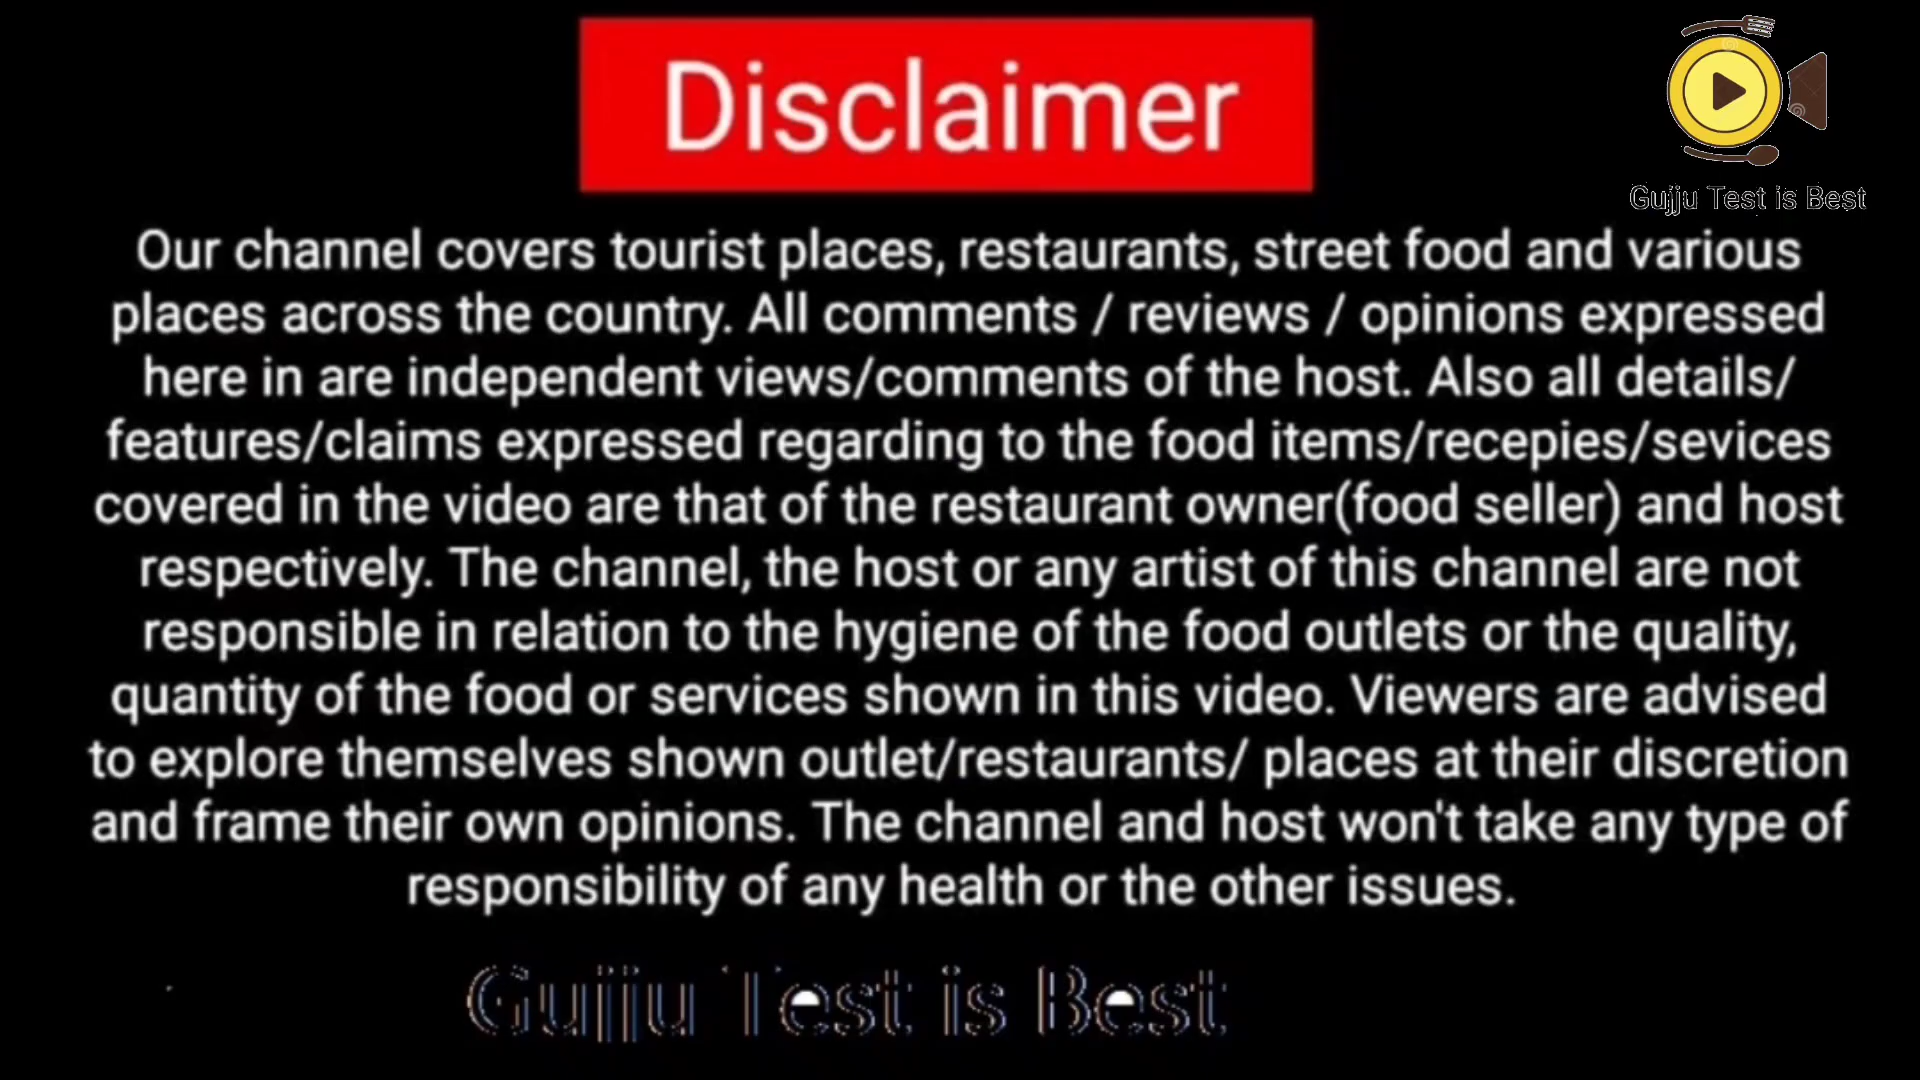 Disclaimer
Gujju Test is Best
Our channel covers tourist places, restaurants, street food and various
places across the country. All comments / reviews / opinions expressed
here in are independent views/comments of the host. Also all details/
features/claims expressed regarding to the food items/recepies/sevices
covered in the video are that of the restaurant owner(food seller) and host
respectively. The channel, the host or any artist of this channel are not
responsible in relation to the hygiene of the food outlets or the quality,
quantity of the food or services shown in this video. Viewers are advised
to explore themselves shown outlet/restaurants/ places at their discretion
and frame their own opinions. The channel and host won't take any type of
responsibility of any health or the other issues.
Gujju Test is Best